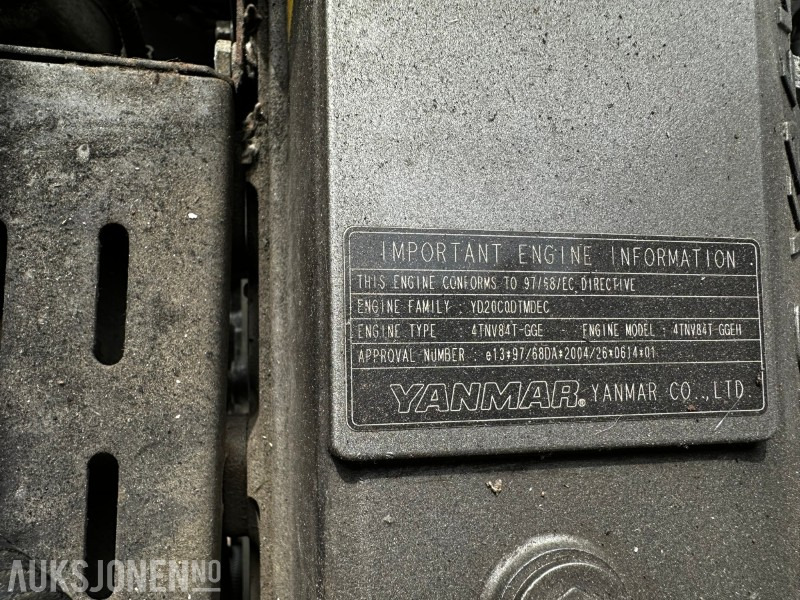 IMPORTANT ENGINE INFORMATION
THIS ENGINE CONFORMS TO 97/68/EC DIRECTIVE
ENGINE FAMILY : YD20C0DTMDEC
ENGINE TYPE : 4TNV84T-GGE - ENGINE MODEL : 4TNV84T-GGEH
APPROVAL NUMBER : e13*97/68DA*2004/26*0614*01
YANMAR® YANMAR CO.,LTD.
AUKSJONEN.NO